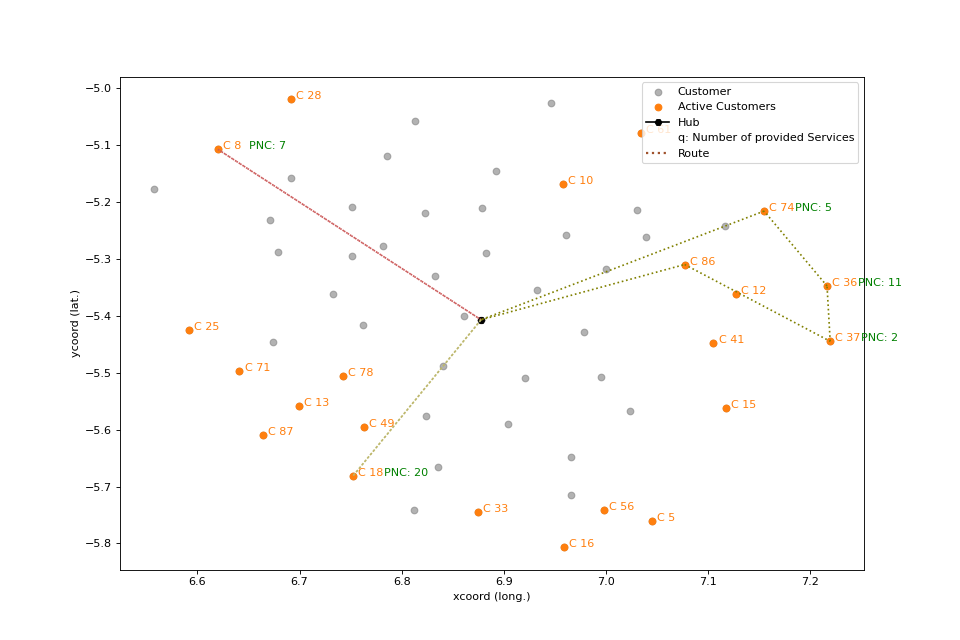 −5.0
−5.1
−5.2
−5.3
−5.4
−5.5
−5.6
−5.7
−5.8
ycoord (lat.)
6.6 6.7 6.8 6.9 7.0 7.1 7.2
xcoord (long.)
Customer
Active Customers
Hub
q: Number of provided Services
Route
C 28
C 81
C 8 PNC: 7
C 10
C 74 PNC: 5
C 86
C 36 PNC: 11
C 12
C 25
C 37 PNC: 2
C 41
C 71
C 78
C 13
C 15
C 49
C 87
C 18 PNC: 20
C 33
C 56
C 5
C 16